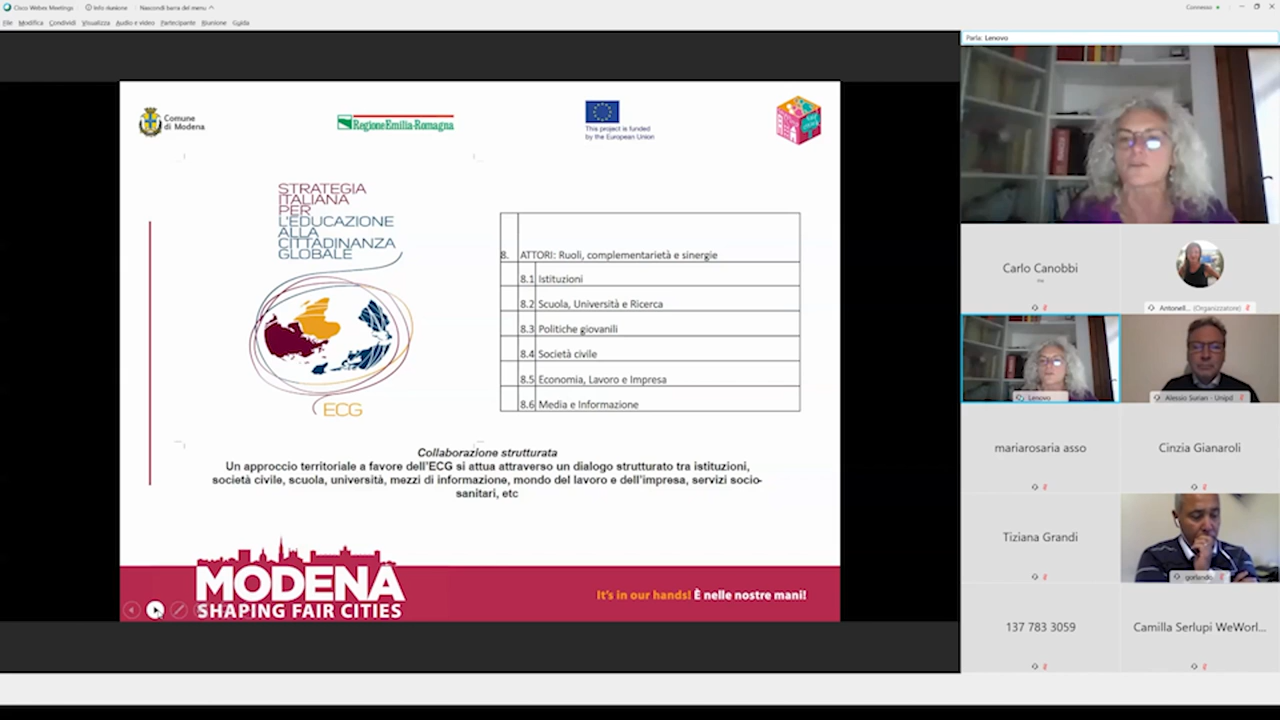 Cisco Webex Meetings
Info riunione
Nascondi barra del menu
Connesso
File Modifica Condividi Visualizza Audio e video Partecipante Riunione Guida
Parla: Lenovo
Comune
di Modena
RegioneEmilia-Romagna
This project is funded
by the European Union
STRATEGIA
ITALIANA
PER
L'EDUCAZIONE
ALLA
CITTADINANZA
GLOBALE
ECG
8. ATTORI: Ruoli, complementarietà e sinergie
8.1 Istituzioni
8.2 Scuola, Università e Ricerca
8.3 Politiche giovanili
8.4 Società civile
8.5 Economia, Lavoro e Impresa
8.6 Media e Informazione
Collaborazione strutturata
Un approccio territoriale a favore dell'ECG si attua attraverso un dialogo strutturato tra istituzioni,
società civile, scuola, università, mezzi di informazione, mondo del lavoro e dell'impresa, servizi socio-
sanitari, etc
MODENA
SHAPING FAIR CITIES
It's in our hands! È nelle nostre mani!
Carlo Canobbi
Antonell... (Organizzatore)
Lenovo
Alessio Surian - Unipd
mariarosaria asso
Cinzia Gianaroli
Tiziana Grandi
gorlando
137 783 3059
Camilla Serlupi WeWorl...